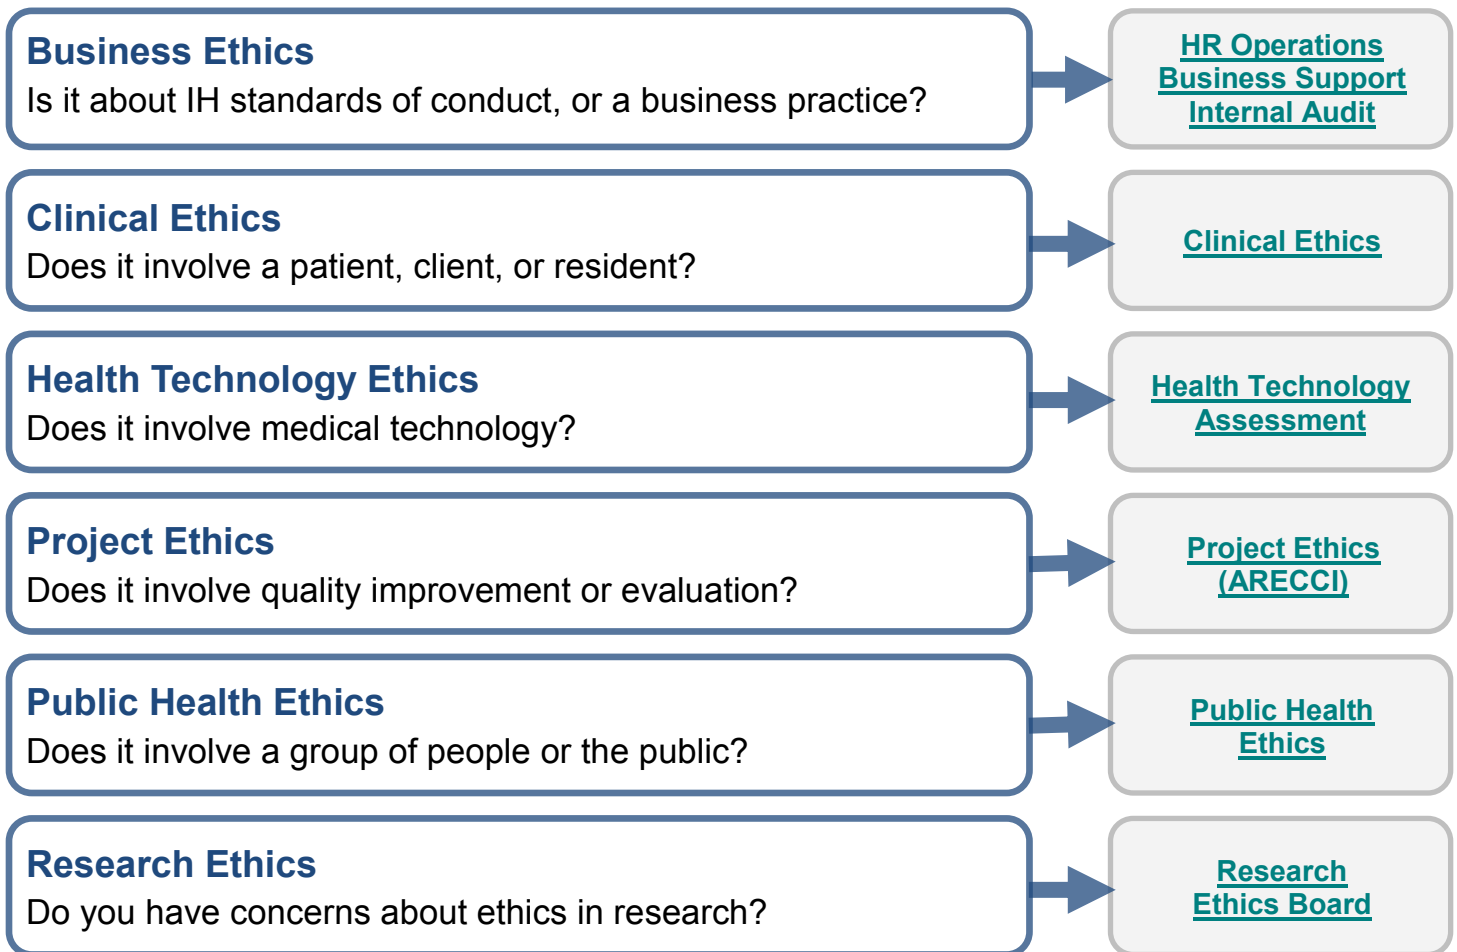 Business Ethics
Is it about IH standards of conduct, or a business practice?
HR Operations
Business Support
Internal Audit
Clinical Ethics
Does it involve a patient, client, or resident?
Clinical Ethics
Health Technology Ethics
Does it involve medical technology?
Health Technology
Assessment
Project Ethics
Does it involve quality improvement or evaluation?
Project Ethics
(ARECCI)
Public Health Ethics
Does it involve a group of people or the public?
Public Health
Ethics
Research Ethics
Do you have concerns about ethics in research?
Research
Ethics Board